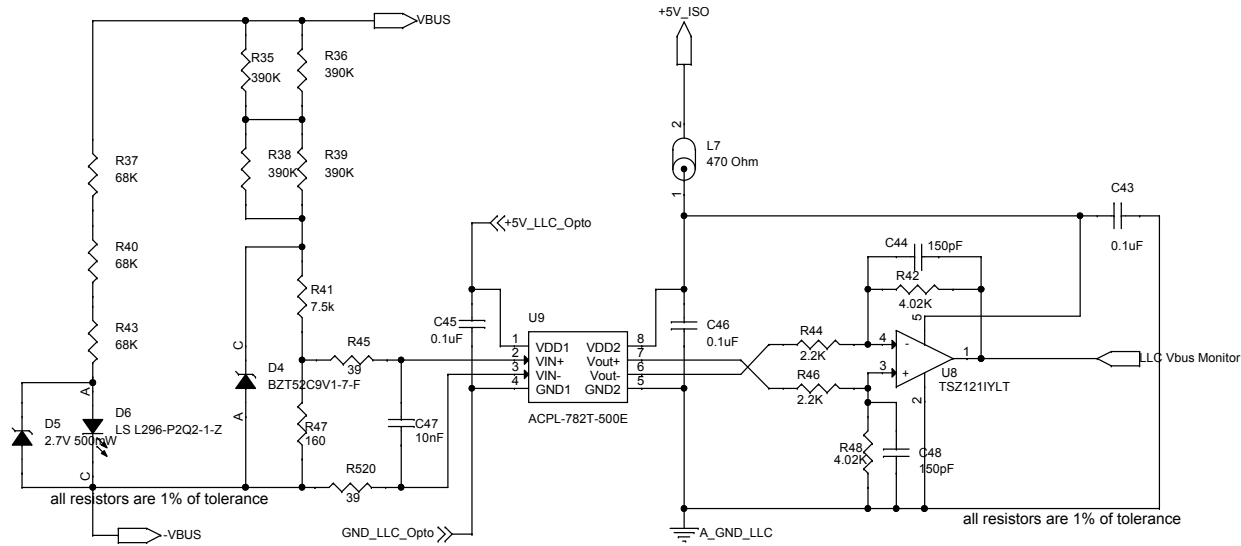 +5V_ISO
VBUS
R35
390K
R36
390K
2
L7
470 Ohm
R37
68K
R38
390K
R39
390K
1
C43
0.1uF
+5V_LLC_Opto
R40
68K
C44
150pF
R42
4.02K
R41
7.5k
R43
68K
C45
0.1uF
U9
C46
0.1uF
5
R44
2.2K
R45
39
1
2
3
4
VDD1
VIN+
VIN-
GND1
VDD2
Vout+
Vout-
GND2
8
7
6
5
4
-
3
+
1
U8
TSZ121IYLT
2
LLC Vbus Monitor
C
D4
BZT52C9V1-7-F
A
R46
2.2K
ACPL-782T-500E
A
D6
LS L296-P2Q2-1-Z
C
D5
2.7V 500mW
R47
160
C47
10nF
R48
4.02K
C48
150pF
R520
39
all resistors are 1% of tolerance
-VBUS
GND_LLC_Opto
A_GND_LLC
all resistors are 1% of tolerance